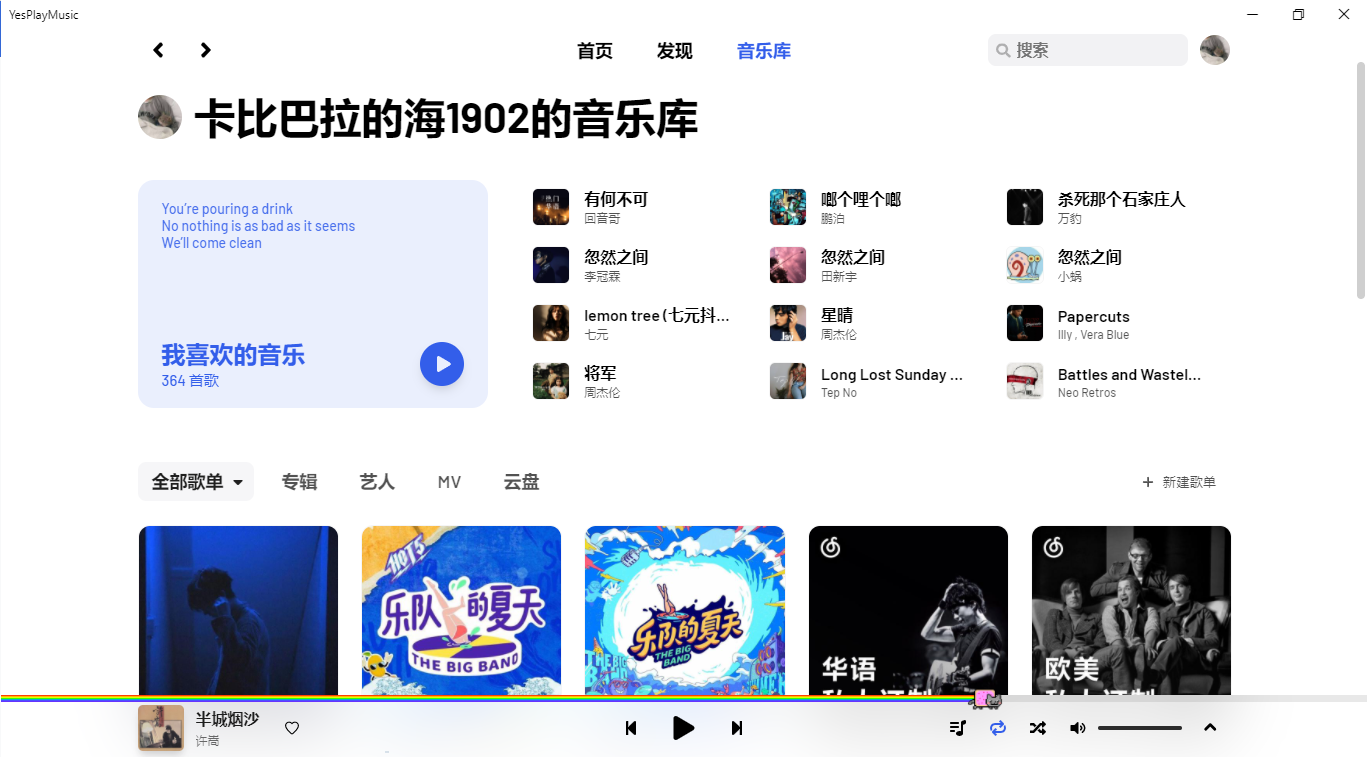 YesPlayMusic
首页
发现
音乐库
搜索
卡比巴拉的海1902的音乐库
You're pouring a drink
No nothing is as bad as it seems
We'll come clean
我喜欢的音乐
364 首歌
有何不可
回音哥
啷个哩个啷
鹏泊
杀死那个石家庄人
万豹
忽然之间
李冠霖
忽然之间
田新宇
忽然之间
小蜗
lemon tree (七元抖...
七元
星晴
周杰伦
Papercuts
Illy , Vera Blue
将军
周杰伦
Long Lost Sunday ...
Tep No
Battles and Wastel...
Neo Retros
全部歌单
专辑
艺人
MV
云盘
新建歌单
HOT5
乐队的夏天
THE BIG BAND
乐队的夏天
THE BIG BAND
华语
私人订制
欧美
私人订制
半城烟沙
许嵩